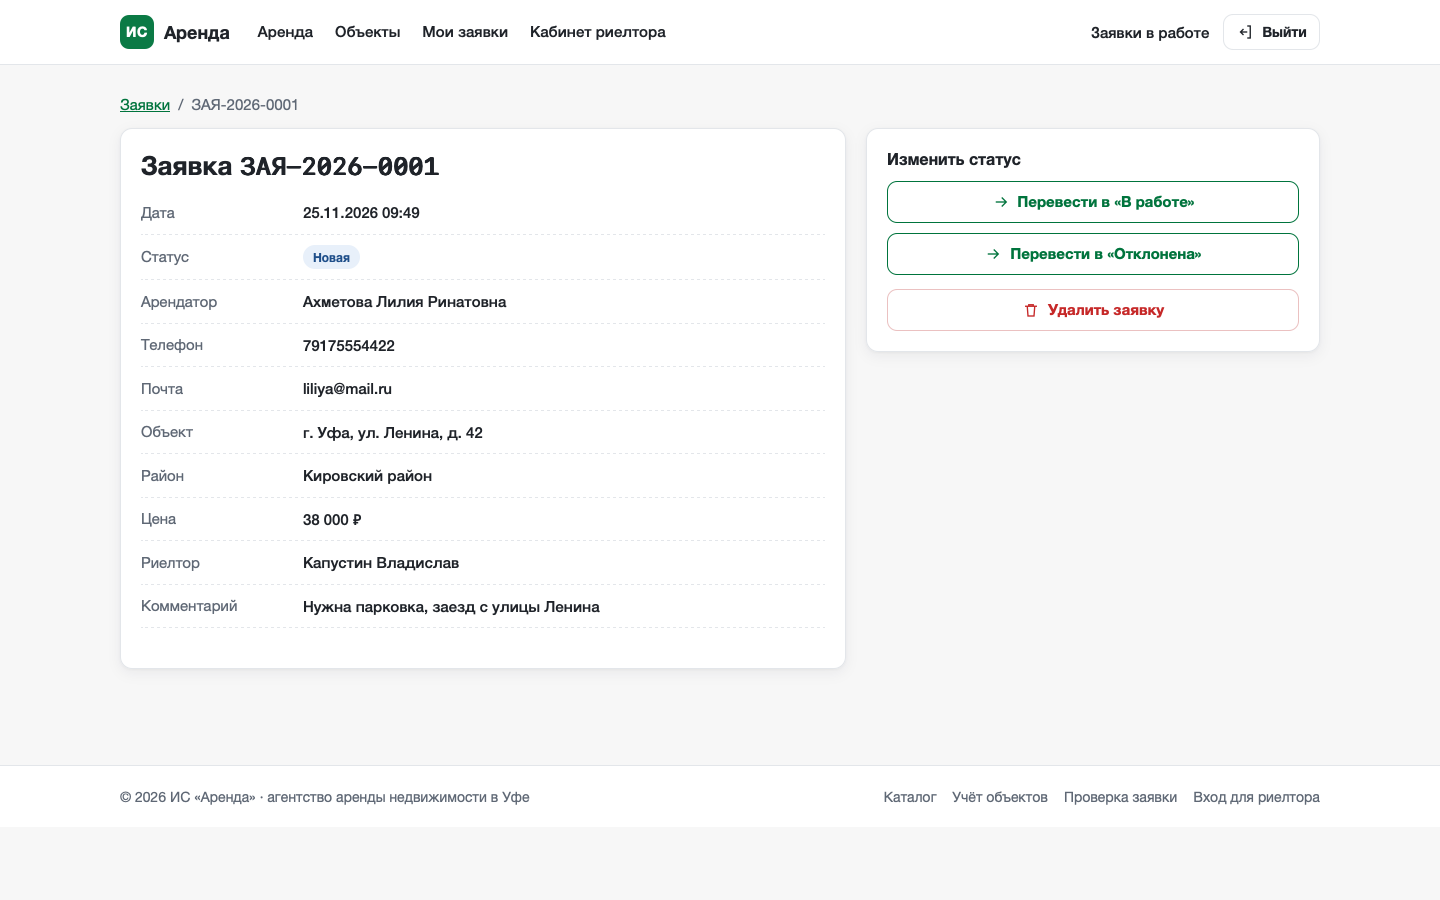 ИС Аренда Аренда Объекты Мои заявки Кабинет риелтора Заявки в работе Выйти
Заявки / ЗАЯ-2026-0001
Заявка ЗАЯ-2026-0001
Дата 25.11.2026 09:49
Статус Новая
Арендатор Ахметова Лилия Ринатовна
Телефон 79175554422
Почта liliya@mail.ru
Объект г. Уфа, ул. Ленина, д. 42
Район Кировский район
Цена 38 000 ₽
Риелтор Капустин Владислав
Комментарий Нужна парковка, заезд с улицы Ленина
Изменить статус
→ Перевести в «В работе»
→ Перевести в «Отклонена»
Удалить заявку
© 2026 ИС «Аренда» · агентство аренды недвижимости в Уфе
Каталог Учёт объектов Проверка заявки Вход для риелтора